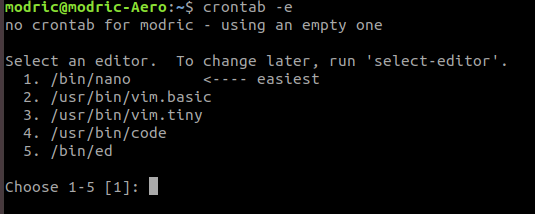 modric@modric-Aero:~$ crontab -e
no crontab for modric - using an empty one
Select an editor.  To change later, run 'select-editor'.
  1. /bin/nano        <---- easiest
  2. /usr/bin/vim.basic
  3. /usr/bin/vim.tiny
  4. /usr/bin/code
  5. /bin/ed
Choose 1-5 [1]: